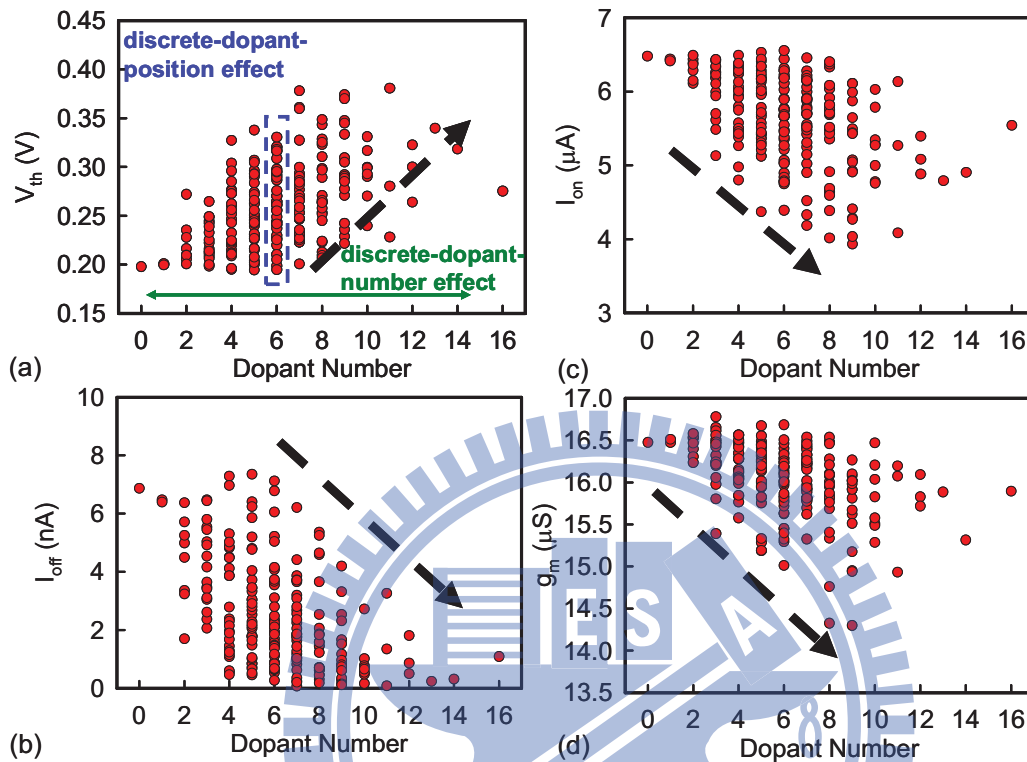 0.45
0.40
0.35
0.30
0.25
0.20
0.15
V_th (V)
discrete-dopant-
position effect
discrete-dopant-
number effect
0 2 4 6 8 10 12 14 16
(a)
Dopant Number
7
6
5
4
3
I_on (μA)
0 2 4 6 8 10 12 14 16
(c)
Dopant Number
10
8
6
4
2
0
I_off (nA)
0 2 4 6 8 10 12 14 16
(b)
Dopant Number
17.0
16.5
16.0
15.5
15.0
14.5
14.0
13.5
g_m (μS)
ES
A
8
0 2 4 6 8 10 12 14 16
(d)
Dopant Number